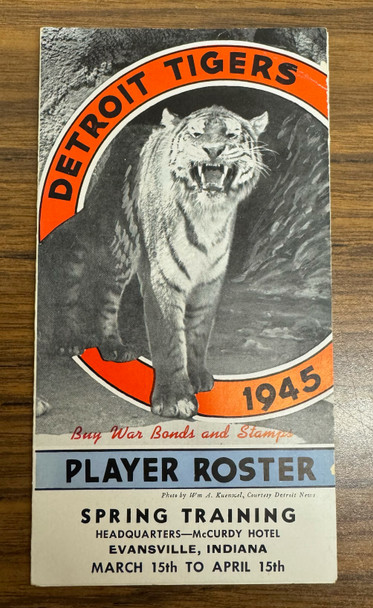 DETROIT TIGERS
1945
Buy War Bonds and Stamps
PLAYER ROSTER
Photo by Wm A. Kuenzel, Courtesy Detroit News
SPRING TRAINING
HEADQUARTERS—McCURDY HOTEL
EVANSVILLE, INDIANA
MARCH 15TH TO APRIL 15TH